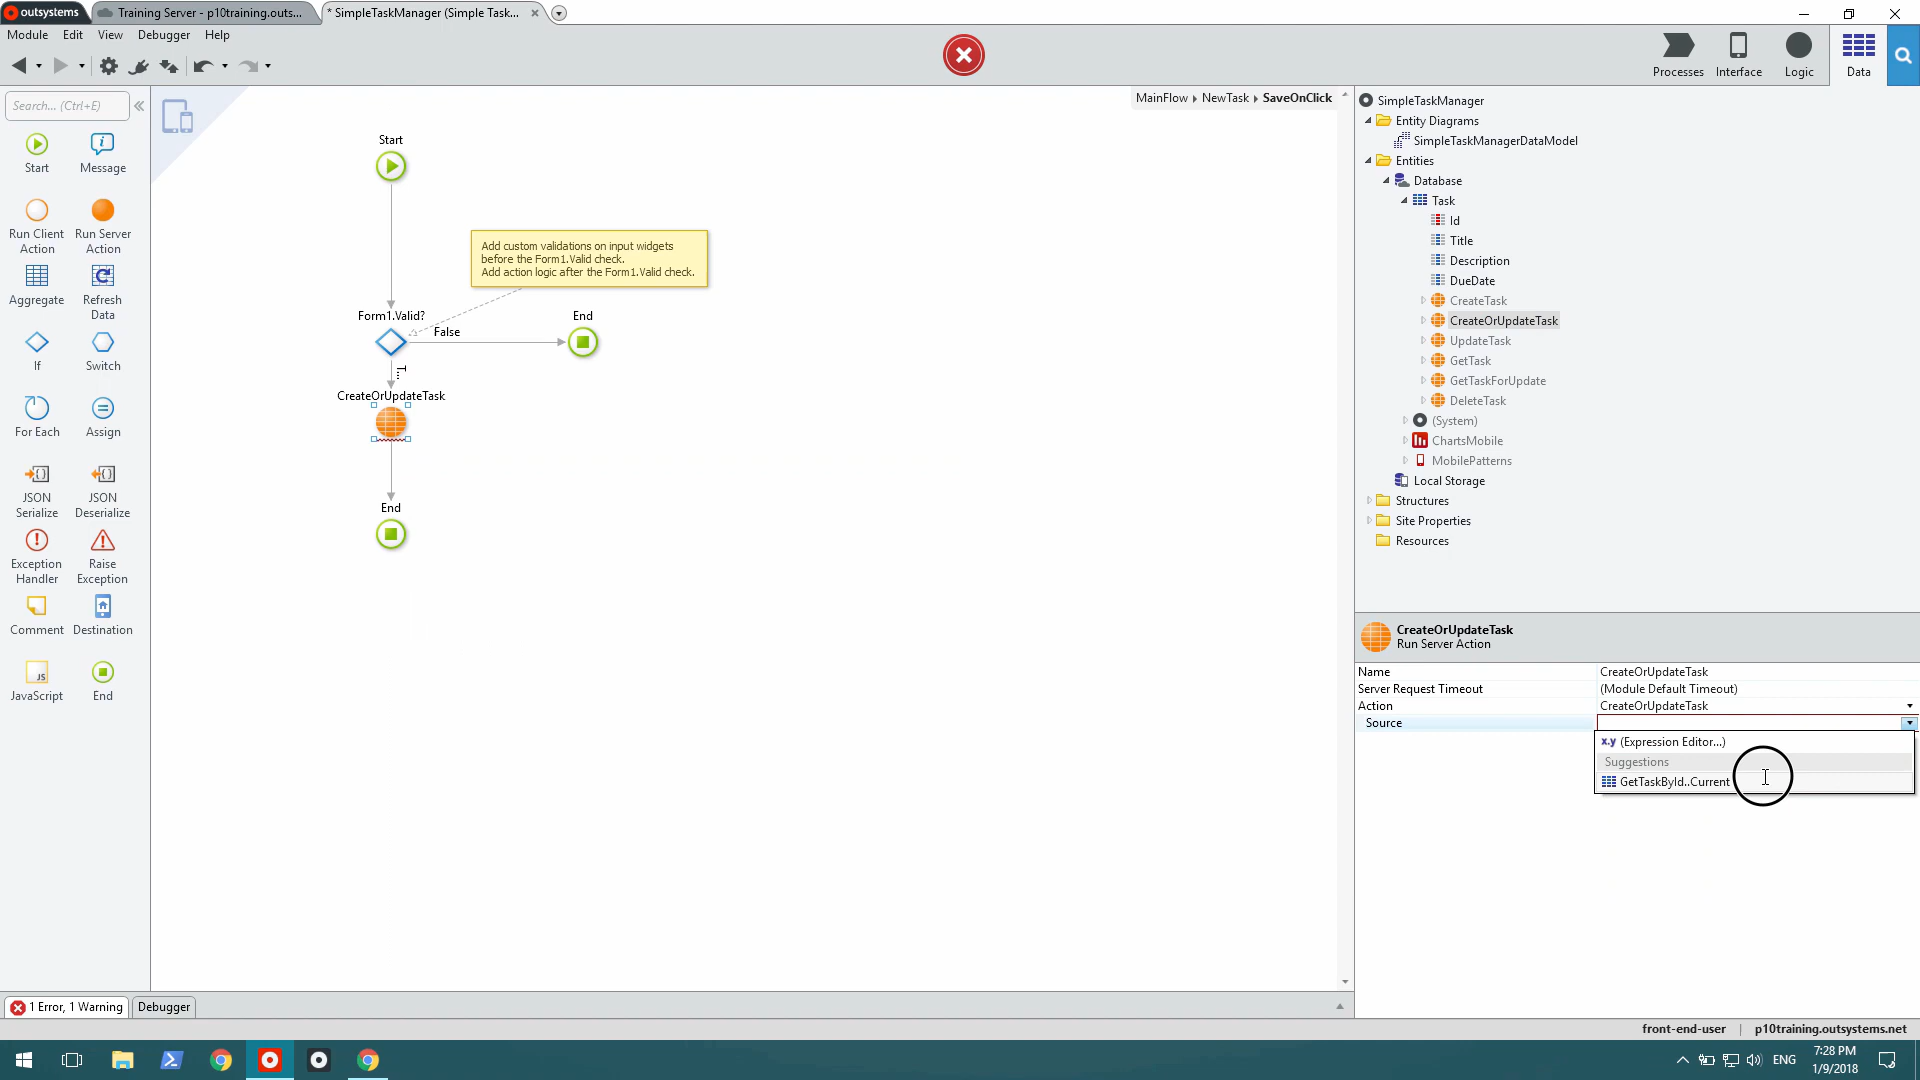 outsystems
Training Server - p10training.outs...
* SimpleTaskManager (Simple Task...
Module Edit View Debugger Help
Processes
Interface
Logic
Data
Search... (Ctrl+E)
MainFlow NewTask SaveOnClick
Start
Message
Run Client Action
Run Server Action
Aggregate
Refresh Data
If
Switch
For Each
Assign
JSON Serialize
JSON Deserialize
Exception Handler
Raise Exception
Comment
Destination
JavaScript
JS
End
Start
Add custom validations on input widgets
before the Form1.Valid check.
Add action logic after the Form1.Valid check.
Form1.Valid?
False
End
CreateOrUpdateTask
End
SimpleTaskManager
Entity Diagrams
SimpleTaskManagerDataModel
Entities
Database
Task
Id
Title
Description
DueDate
CreateTask
CreateOrUpdateTask
UpdateTask
GetTask
GetTaskForUpdate
DeleteTask
(System)
ChartsMobile
MobilePatterns
Local Storage
Structures
Site Properties
Resources
CreateOrUpdateTask
Run Server Action
Name CreateOrUpdateTask
Server Request Timeout (Module Default Timeout)
Action CreateOrUpdateTask
Source
x.y (Expression Editor...)
Suggestions
GetTaskById..Current
1 Error, 1 Warning
Debugger
front-end-user | p10training.outsystems.net
ENG
7:28 PM
1/9/2018